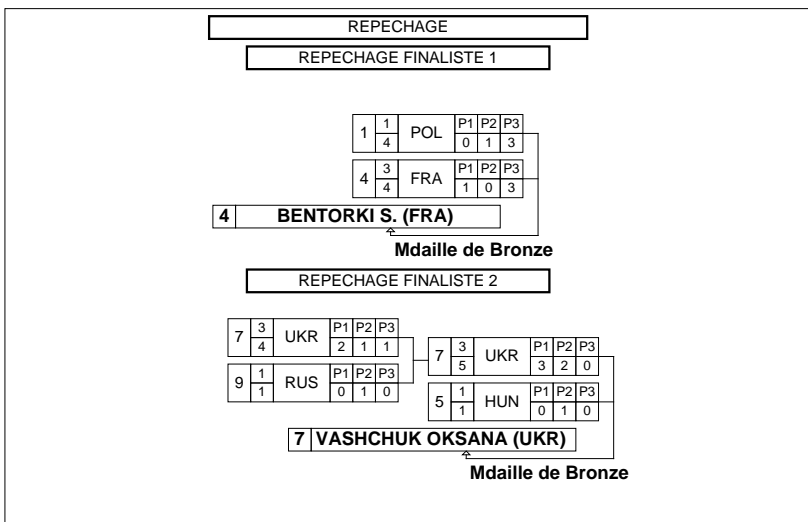 REPECHAGE
REPECHAGE FINALISTE 1
1 1 POL P1 P2 P3
4 0 1 3
4 3 FRA P1 P2 P3
4 1 0 3
4 BENTORKI S. (FRA)
Mdaille de Bronze
REPECHAGE FINALISTE 2
7 3 UKR P1 P2 P3
4 2 1 1
9 1 RUS P1 P2 P3
1 0 1 0
7 3 UKR P1 P2 P3
5 3 2 0
5 1 HUN P1 P2 P3
1 0 1 0
7 VASHCHUK OKSANA (UKR)
Mdaille de Bronze